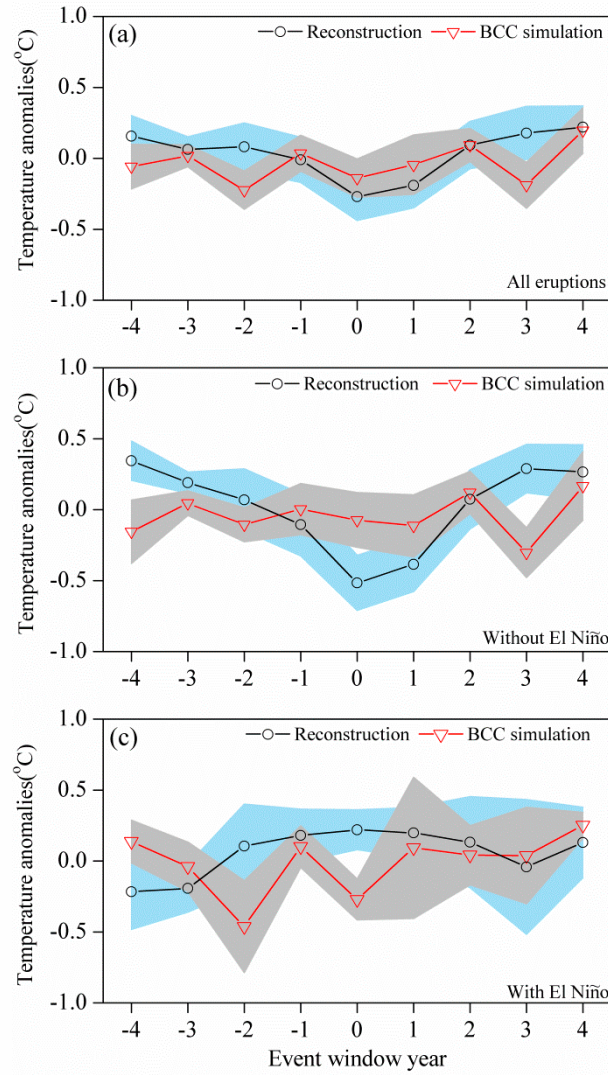 (a)
Reconstruction BCC simulation
Temperature anomalies(°C)
1.0
0.5
0.0
-0.5
-1.0
All eruptions
-4 -3 -2 -1 0 1 2 3 4
(b)
Reconstruction BCC simulation
Temperature anomalies(°C)
1.0
0.5
0.0
-0.5
-1.0
Without El Niño
-4 -3 -2 -1 0 1 2 3 4
(c)
Reconstruction BCC simulation
Temperature anomalies(°C)
1.0
0.5
0.0
-0.5
-1.0
With El Niño
-4 -3 -2 -1 0 1 2 3 4
Event window year